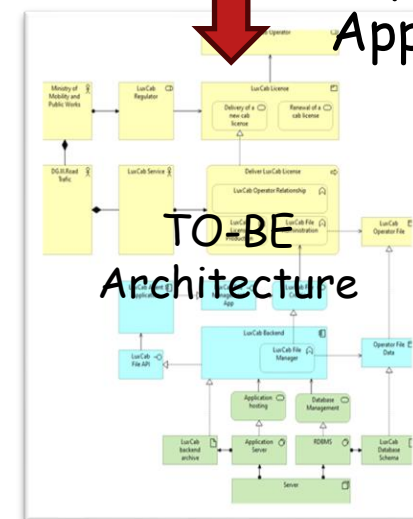 App
Operator
Ministry of
Mobility and
Public Works
LuxCab
Regulator
LuxCab License
Delivery of a
new cab
license
Renewal of a
cab license
DG.III.Road
Trafic
LuxCab Service
Deliver LuxCab License
LuxCab Operator Relationship
LuxCab File
TO-BE
Architecture
LuxCab
Operator File
App
LuxCab Backend
LuxCab File
Manager
LuxCab
File API
Operator File
Data
Application
hosting
Database
Management
LuxCab
backend
archive
Application
Server
RDBMS
LuxCab
Database
Schema
Server